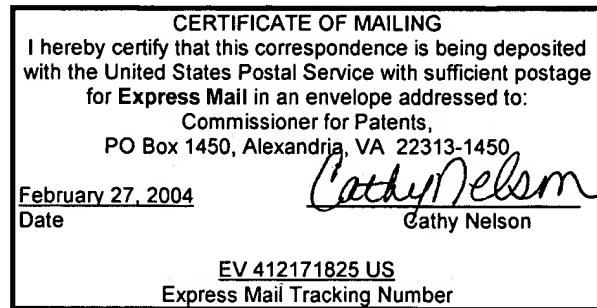 CERTIFICATE OF MAILING
I hereby certify that this correspondence is being deposited
with the United States Postal Service with sufficient postage
for Express Mail in an envelope addressed to:
Commissioner for Patents,
PO Box 1450, Alexandria, VA 22313-1450
February 27, 2004 Cathy Nelson
Date Cathy Nelson
EV 412171825 US
Express Mail Tracking Number